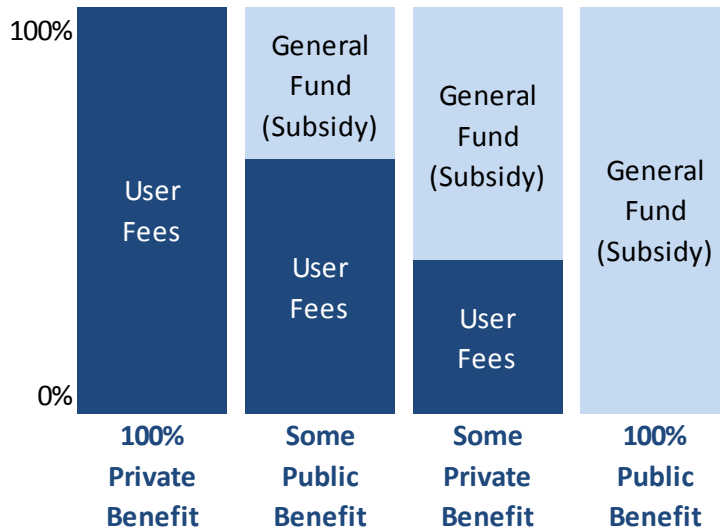 100%
0%
User
Fees
General
Fund
(Subsidy)
User
Fees
General
Fund
(Subsidy)
User
Fees
General
Fund
(Subsidy)
100%
Private
Benefit
Some
Public
Benefit
Some
Private
Benefit
100%
Public
Benefit